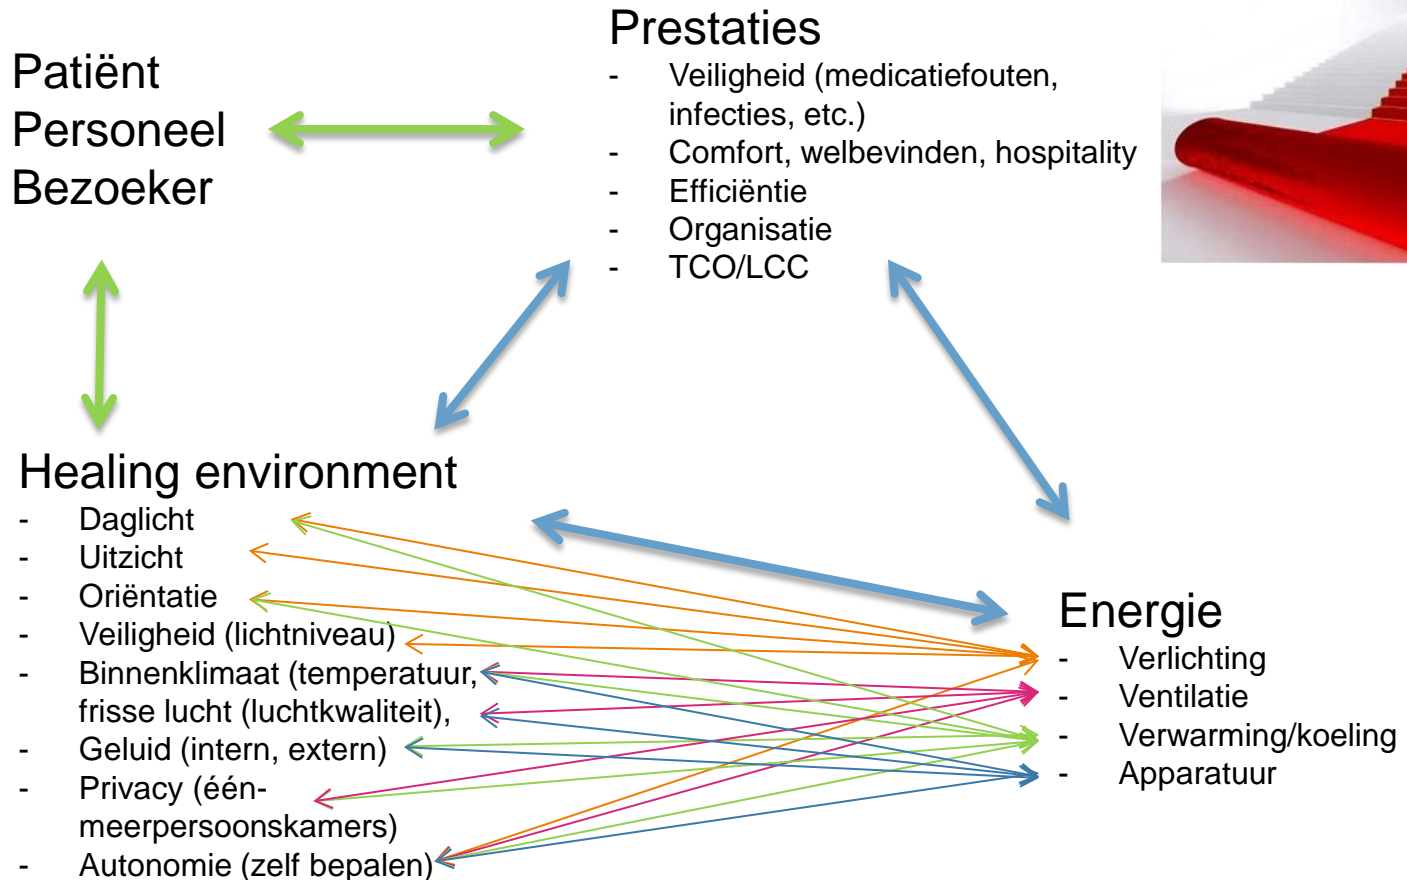 Patiënt
Personeel
Bezoeker
Prestaties
- Veiligheid (medicatiefouten,
infecties, etc.)
- Comfort, welbevinden, hospitality
- Efficiëntie
- Organisatie
- TCO/LCC
Healing environment
- Daglicht
- Uitzicht
- Oriëntatie
- Veiligheid (lichtniveau)
- Binnenklimaat (temperatuur,
frisse lucht (luchtkwaliteit),
- Geluid (intern, extern)
- Privacy (één-
meerpersoonskamers)
- Autonomie (zelf bepalen)
Energie
- Verlichting
- Ventilatie
- Verwarming/koeling
- Apparatuur